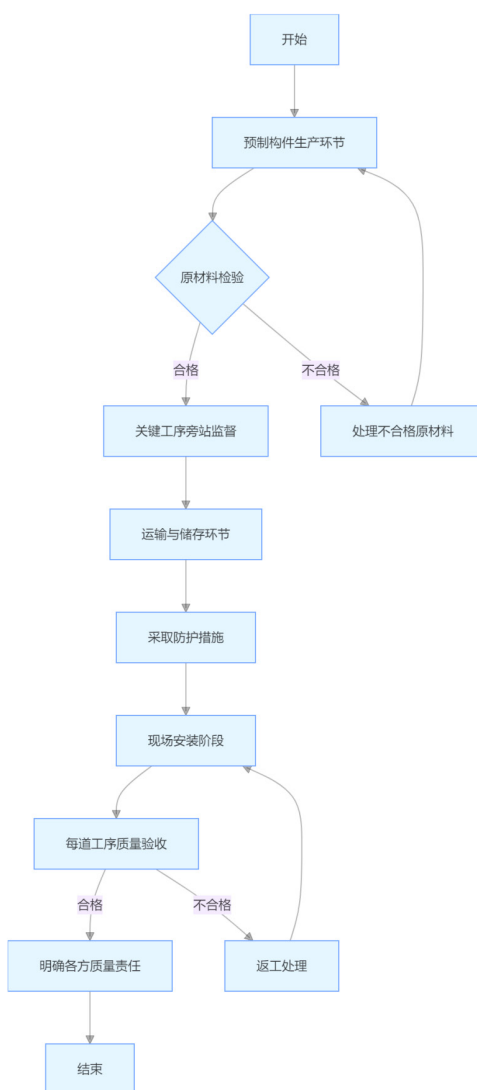 开始
预制构件生产环节
原材料检验
合格
不合格
关键工序旁站监督
处理不合格原材料
运输与储存环节
采取防护措施
现场安装阶段
每道工序质量验收
合格
不合格
明确各方质量责任
返工处理
结束